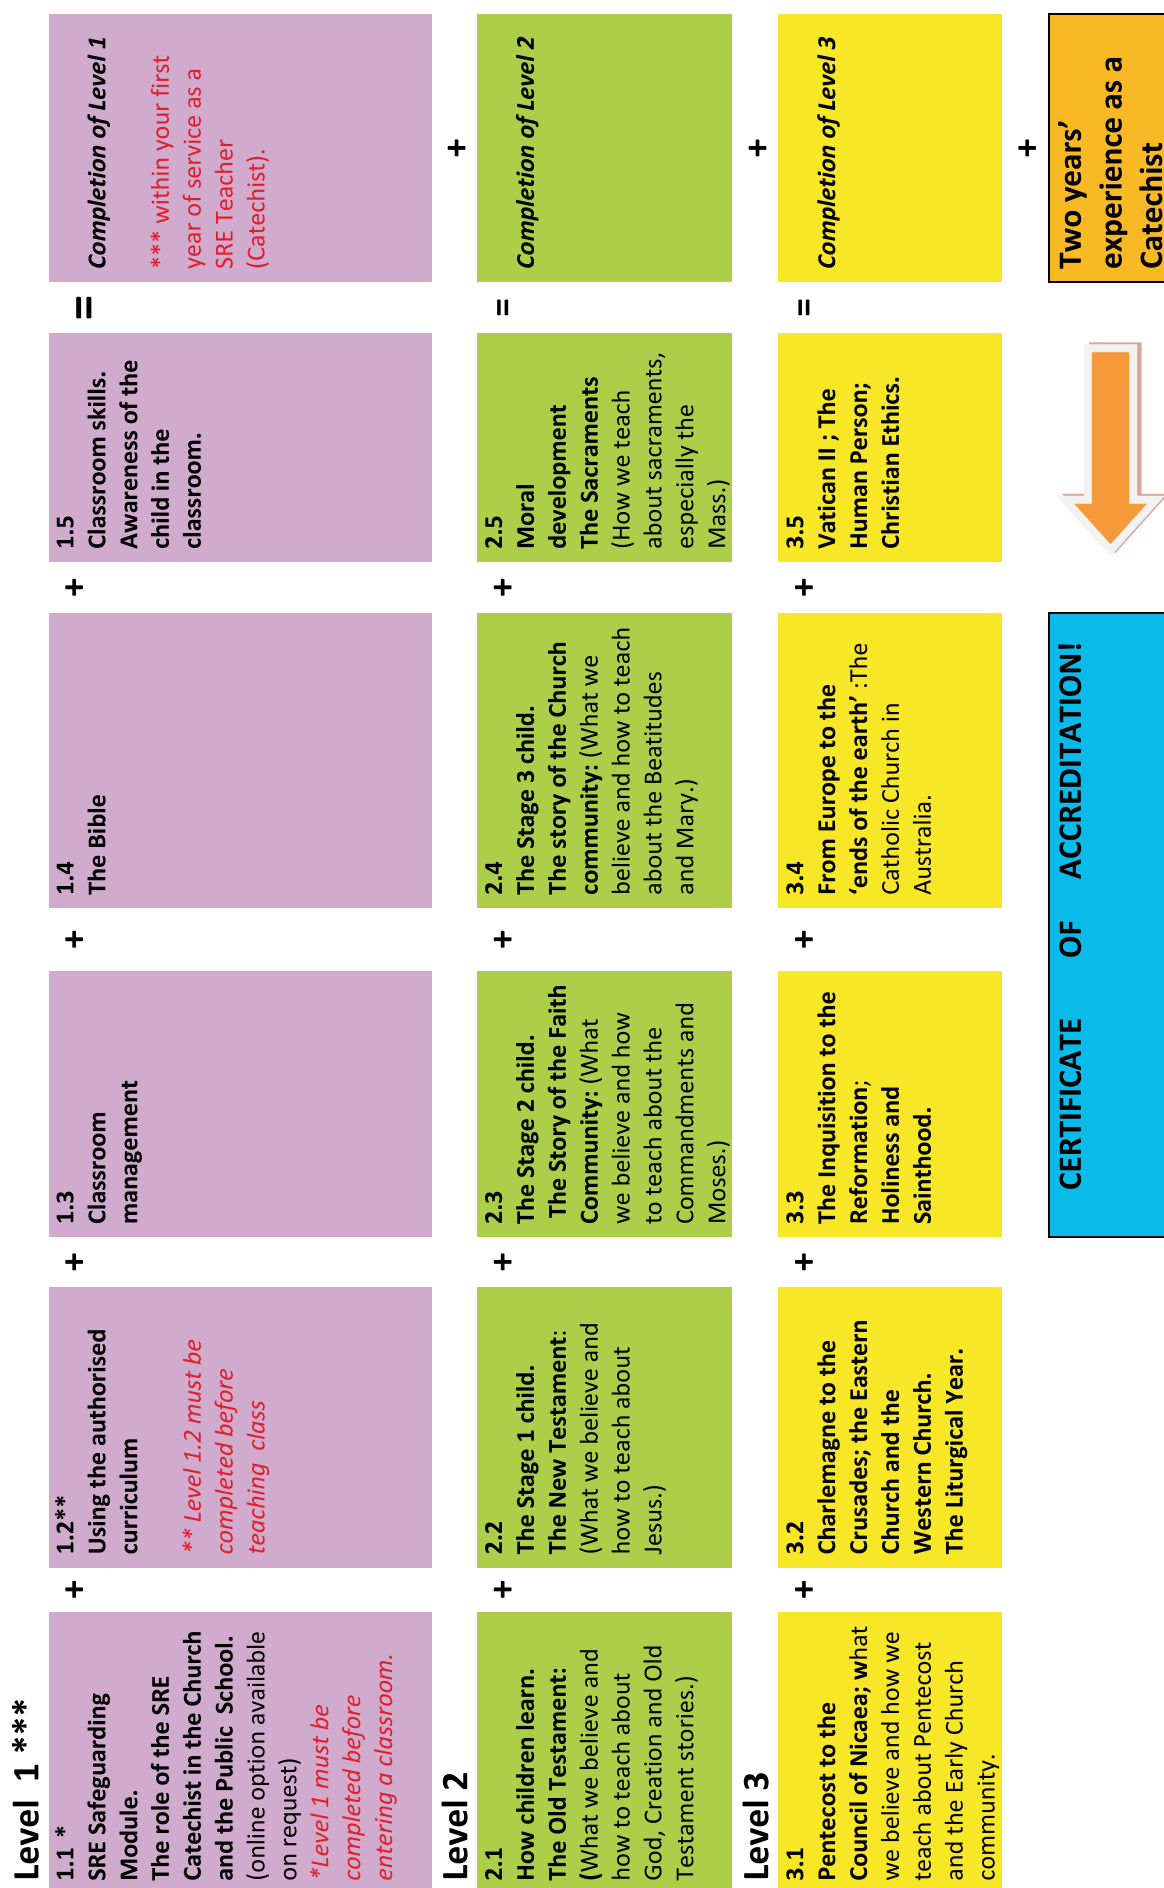 Level 1 ***
1.1 *
SRE Safeguarding
Module.
The role of the SRE
Catechist in the Church
and the Public School.
(online option available
on request)
*Level 1 must be
completed before
entering a classroom.
+
1.2**
Using the authorised
curriculum
** Level 1.2 must be
completed before
teaching class
+
1.3
Classroom
management
+
1.4
The Bible
+
1.5
Classroom skills.
Awareness of the
child in the
classroom.
=
Completion of Level 1
*** within your first
year of service as a
SRE Teacher
(Catechist).
+
Level 2
2.1
How children learn.
The Old Testament:
(What we believe and
how to teach about
God, Creation and Old
Testament stories.)
+
2.2
The Stage 1 child.
The New Testament:
(What we believe and
how to teach about
Jesus.)
+
2.3
The Stage 2 child.
The Story of the Faith
Community: (What
we believe and how
to teach about the
Commandments and
Moses.)
+
2.4
The Stage 3 child.
The story of the Church
community: (What we
believe and how to teach
about the Beatitudes
and Mary.)
+
2.5
Moral
development
The Sacraments
(How we teach
about sacraments,
especially the
Mass.)
=
Completion of Level 2
+
Level 3
3.1
Pentecost to the
Council of Nicaea; what
we believe and how we
teach about Pentecost
and the Early Church
community.
+
3.2
Charlemagne to the
Crusades; the Eastern
Church and the
Western Church.
The Liturgical Year.
+
3.3
The Inquisition to the
Reformation;
Holiness and
Sainthood.
+
3.4
From Europe to the
‘ends of the earth’ :The
Catholic Church in
Australia.
+
3.5
Vatican II ; The
Human Person;
Christian Ethics.
=
Completion of Level 3
+
Two years’
experience as a
Catechist
CERTIFICATE OF ACCREDITATION!